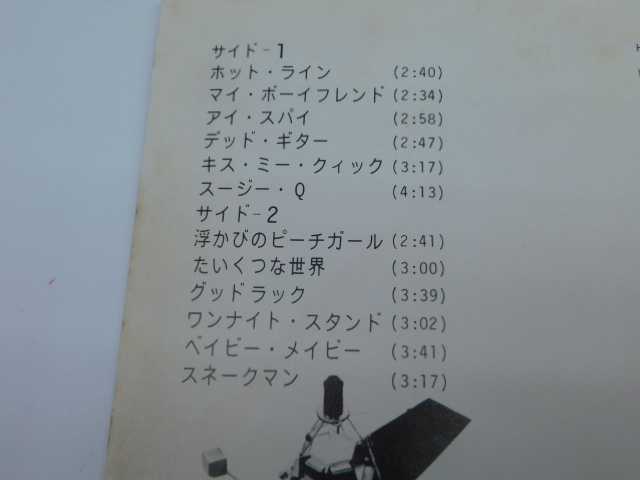 サイド-1
ホット・ライン (2:40)
マイ・ボーイフレンド (2:34)
アイ・スパイ (2:58)
デッド・ギター (2:47)
キス・ミー・クィック (3:17)
スージー・Q (4:13)
サイド-2
浮かびのピーチガール (2:41)
たいくつな世界 (3:00)
グッドラック (3:39)
ワンナイト・スタンド (3:02)
ベイビー・メイビー (3:41)
スネークマン (3:17)